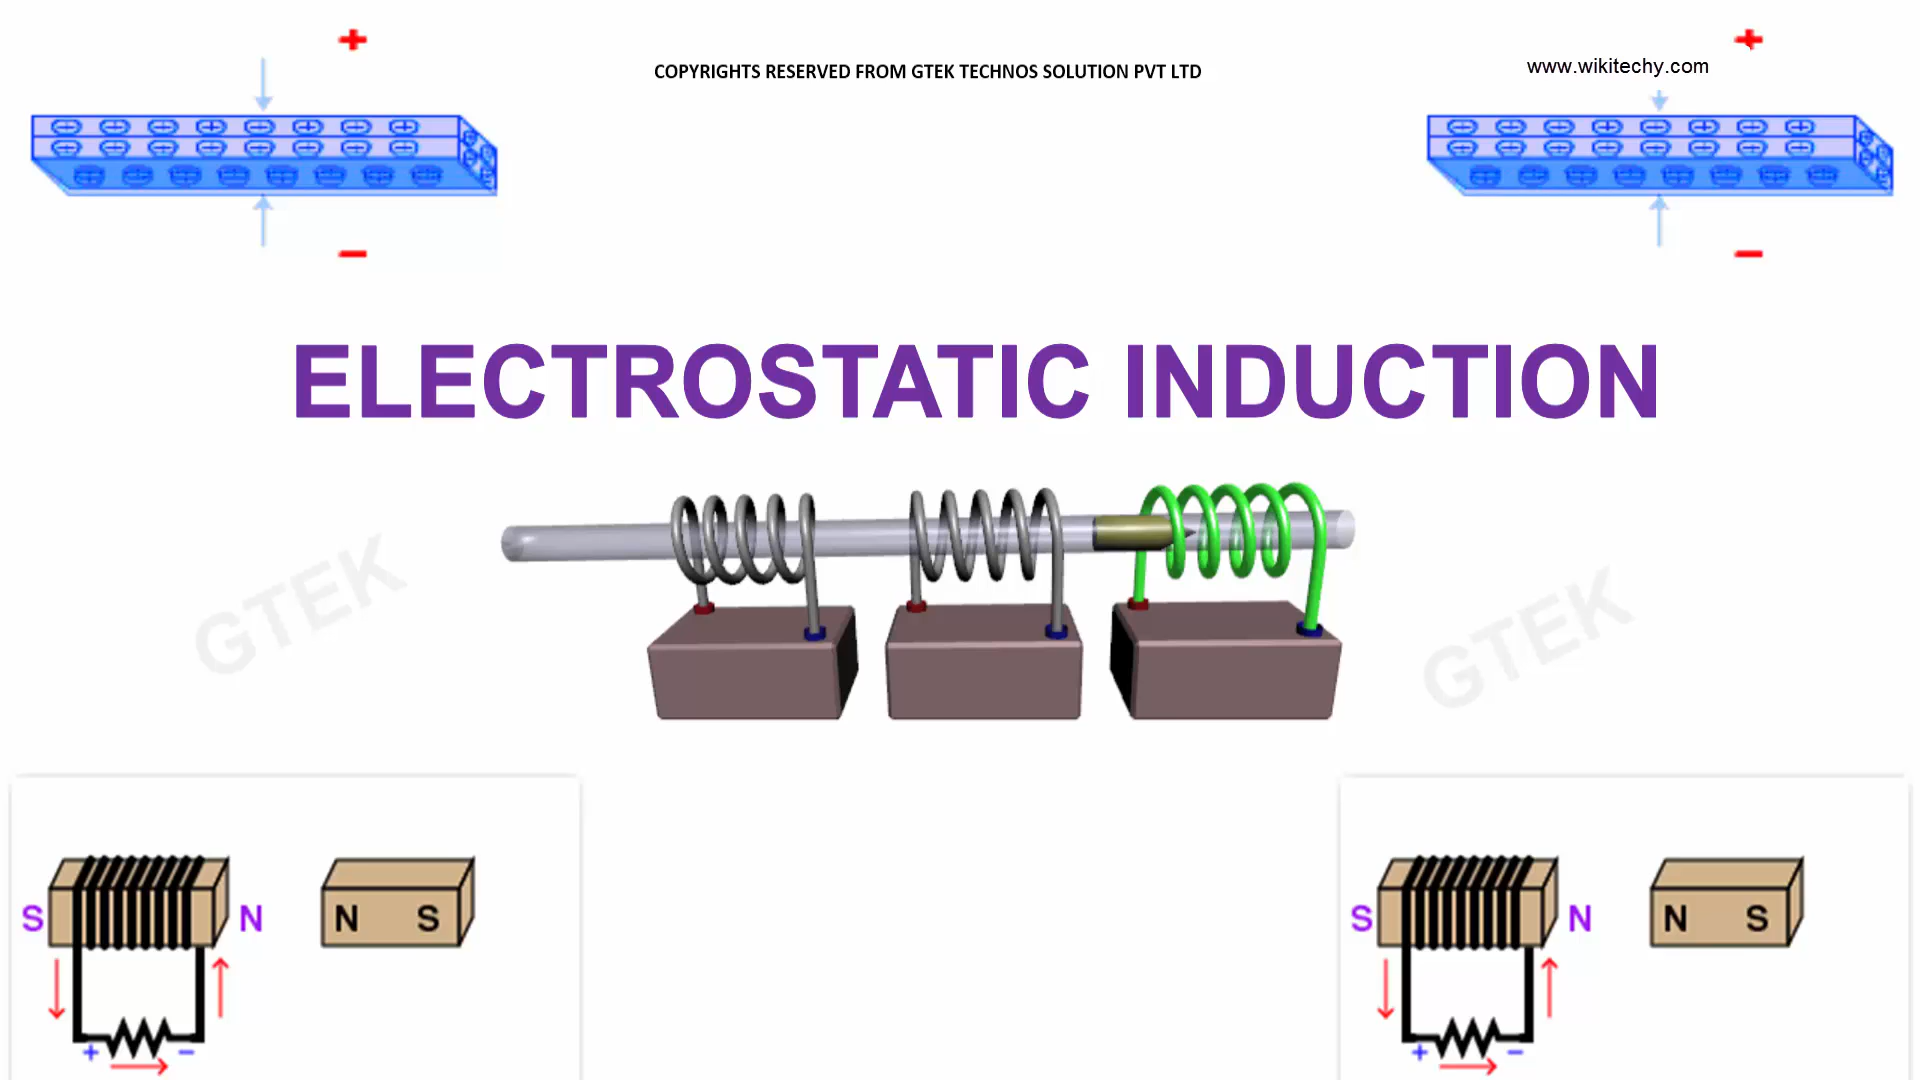 + +
COPYRIGHTS RESERVED FROM GTEK TECHNOS SOLUTION PVT LTD
www.wikitechy.com
− −
ELECTROSTATIC INDUCTION
GTEK GTEK
S N N S
+ −
S N N S
+ −